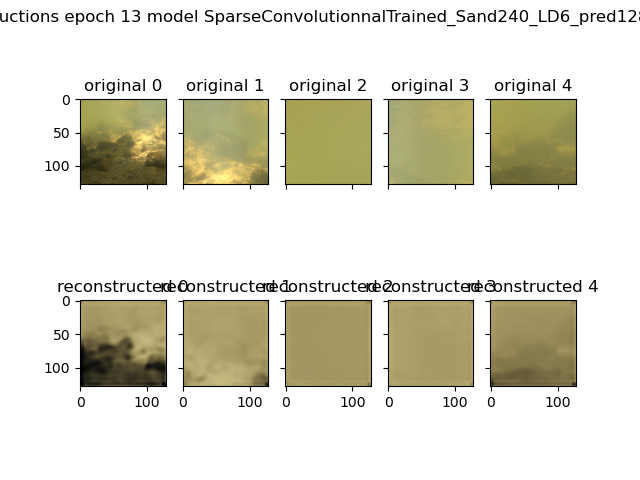 uctions epoch 13 model SparseConvolutionnalTrained_Sand240_LD6_pred128
original 0 original 1 original 2 original 3 original 4
0
50
100
reconstructed 0 reconstructed 1 reconstructed 2 reconstructed 3 reconstructed 4
0
50
100
0 100 0 100 0 100 0 100 0 100